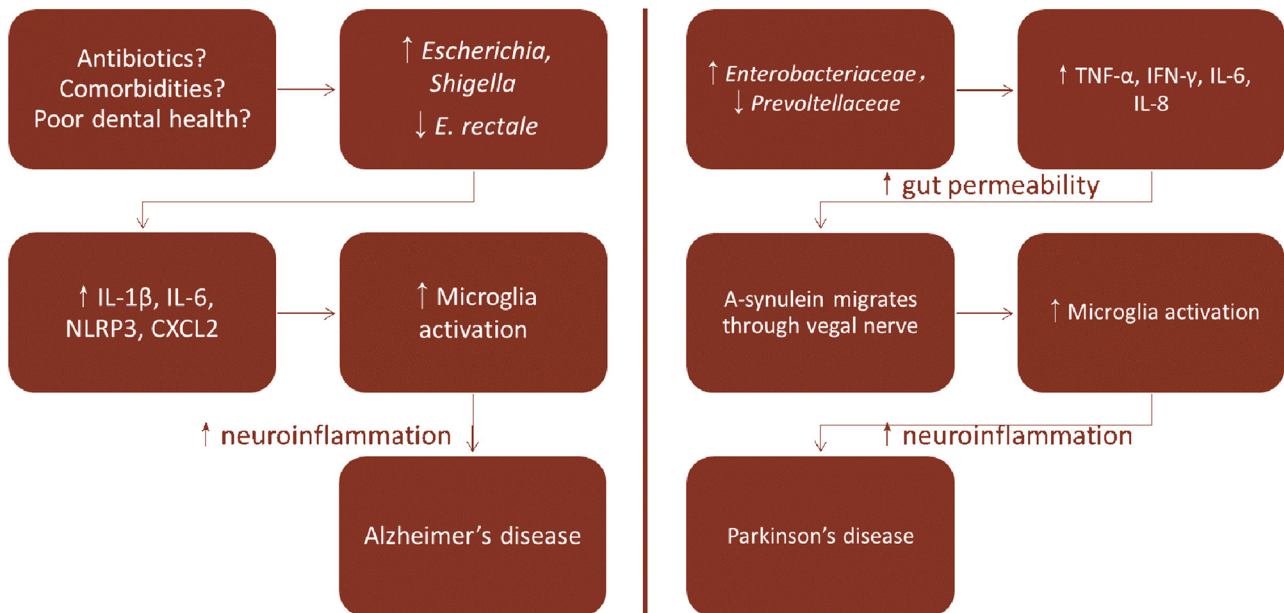 Antibiotics?
Comorbidities?
Poor dental health?
↑ Escherichia,
Shigella
↓ E. rectale
↑ IL-1β, IL-6,
NLRP3, CXCL2
↑ Microglia
activation
↑ neuroinflammation
Alzheimer's disease
↑ Enterobacteriaceae,
↓ Prevoltellaceae
↑ TNF-α, IFN-γ, IL-6,
IL-8
↑ gut permeability
A-synulein migrates
through vegal nerve
↑ Microglia activation
↑ neuroinflammation
Parkinson's disease